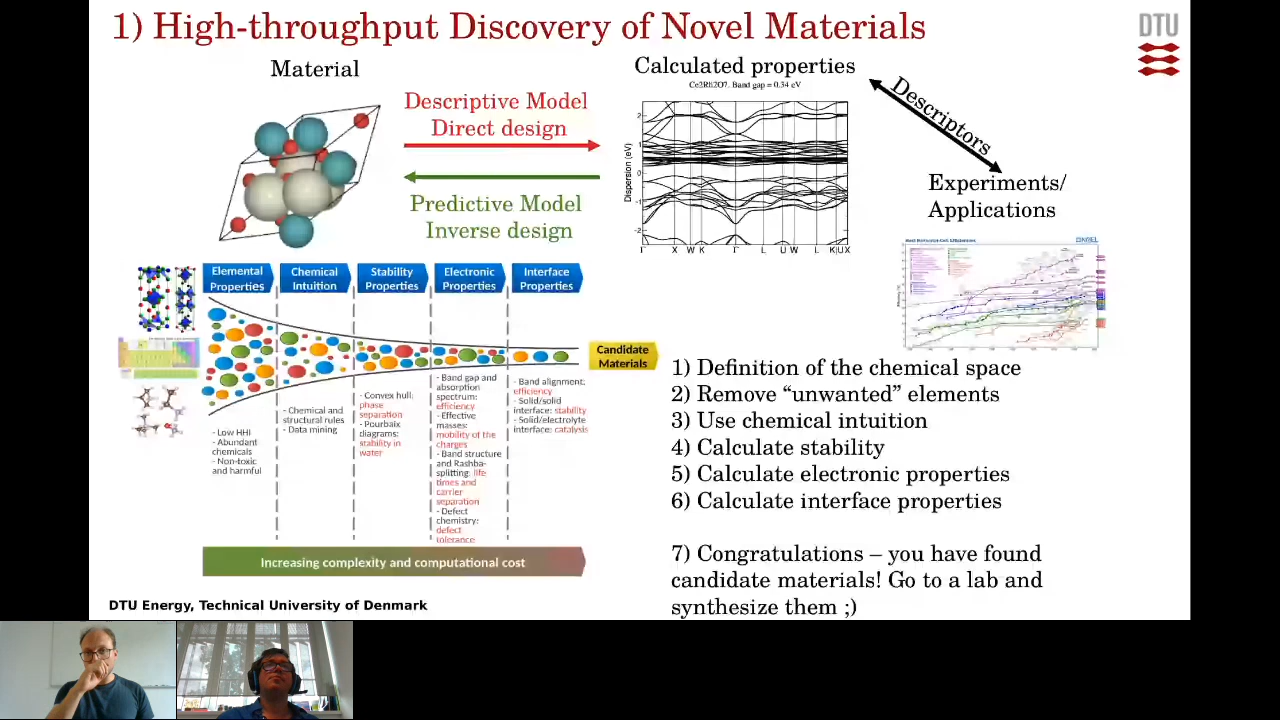 1) High-throughput Discovery of Novel Materials
DTU
Material
Descriptive Model
Direct design
Predictive Model
Inverse design
Calculated properties
Band gap = 0.34 eV
Dispersion (eV)
2
1
0
-1
-2
Γ X W K Γ L U W L K U X
Descriptors
Experiments/
Applications
NREL
Elemental
Properties
Chemical
Intuition
Stability
Properties
Electronic
Properties
Interface
Properties
Candidate
Materials
- Low HHI
- Abundant
chemicals
- Non-toxic
and harmful
- Chemical and
structural rules
- Data mining
- Convex hull:
phase
separation
- Pourbaix
diagrams:
stability in
water
- Band gap and
absorption
spectrum:
efficiency
- Effective
masses:
mobility of the
charges
- Band structure
and Rashba-
splitting: life
times and
carrier
separation
- Defect
chemistry:
defect
tolerance
- Band alignment:
efficiency
- Solid/solid
interface: stability
- Solid/electrolyte
interface: catalysis
Increasing complexity and computational cost
1) Definition of the chemical space
2) Remove “unwanted” elements
3) Use chemical intuition
4) Calculate stability
5) Calculate electronic properties
6) Calculate interface properties
7) Congratulations – you have found
candidate materials! Go to a lab and
synthesize them ;)
DTU Energy, Technical University of Denmark